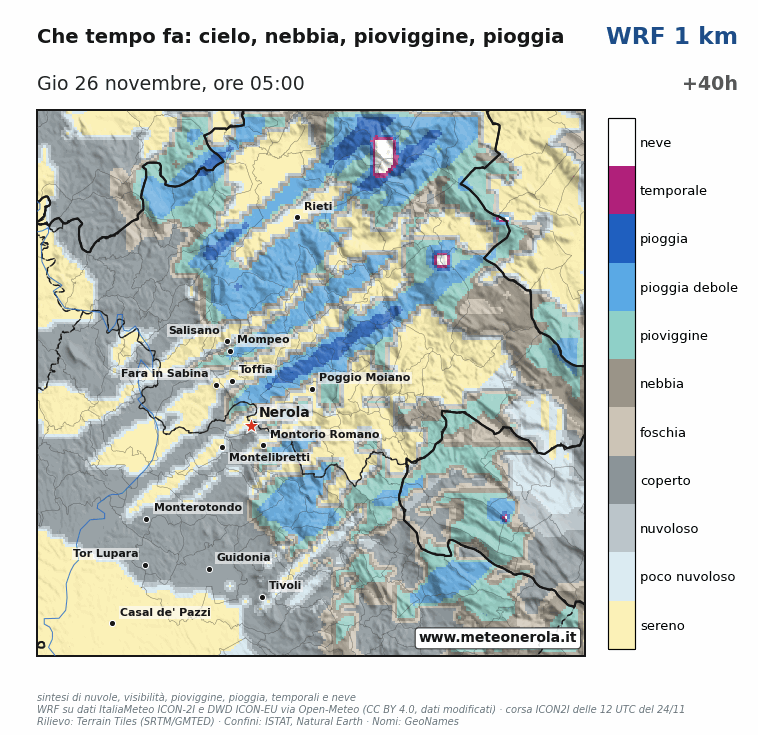 Che tempo fa: cielo, nebbia, pioviggine, pioggia
WRF 1 km
Gio 26 novembre, ore 05:00
+40h
neve
temporale
pioggia
pioggia debole
pioviggine
nebbia
foschia
coperto
nuvoloso
poco nuvoloso
sereno
Rieti
Salisano
Mompeo
Fara in Sabina
Toffia
Poggio Moiano
Nerola
Montorio Romano
Montelibretti
Monterotondo
Tor Lupara
Guidonia
Tivoli
Casal de' Pazzi
www.meteonerola.it
sintesi di nuvole, visibilità, pioviggine, pioggia, temporali e neve
WRF su dati ItaliaMeteo ICON-2I e DWD ICON-EU via Open-Meteo (CC BY 4.0, dati modificati) · corsa ICON2I delle 12 UTC del 24/11
Rilievo: Terrain Tiles (SRTM/GMTED) · Confini: ISTAT, Natural Earth · Nomi: GeoNames